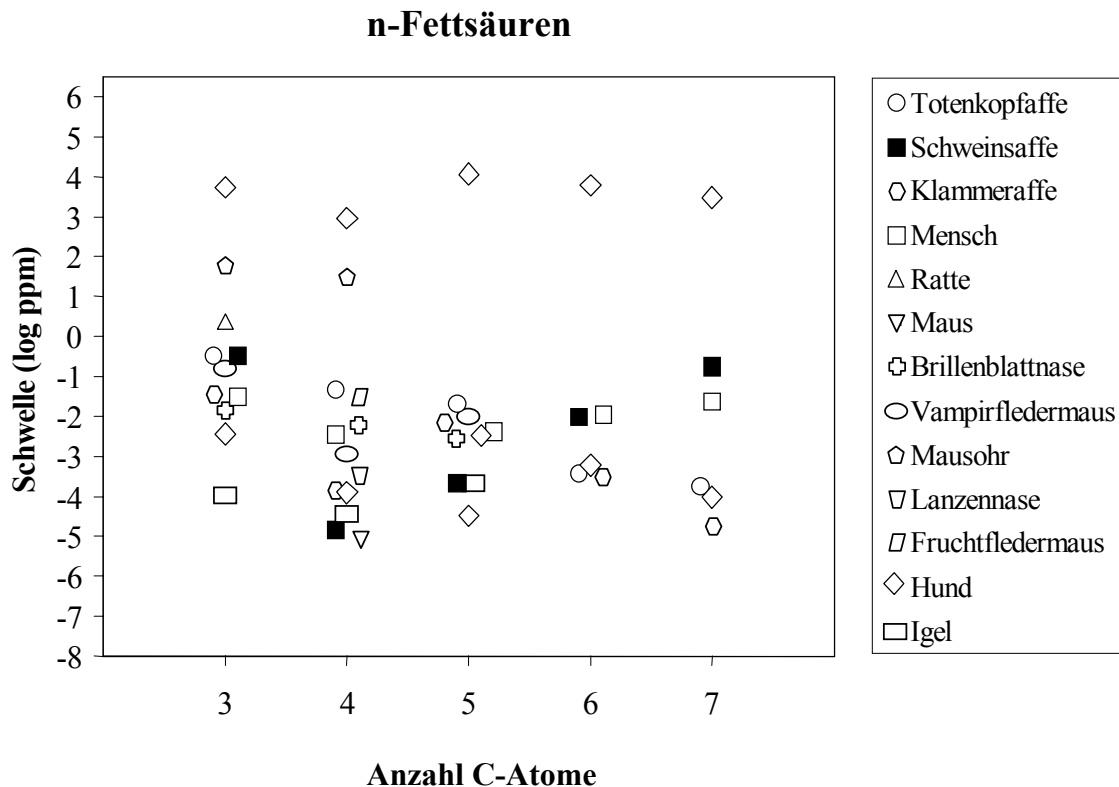 n-Fettsäuren
Schwelle (log ppm)
6
5
4
3
2
1
0
-1
-2
-3
-4
-5
-6
-7
-8
3 4 5 6 7
Anzahl C-Atome
Totenkopfaffe
Schweinsaffe
Klammeraffe
Mensch
Ratte
Maus
Brillenblattnase
Vampirfledermaus
Mausohr
Lanzennase
Fruchtfledermaus
Hund
Igel